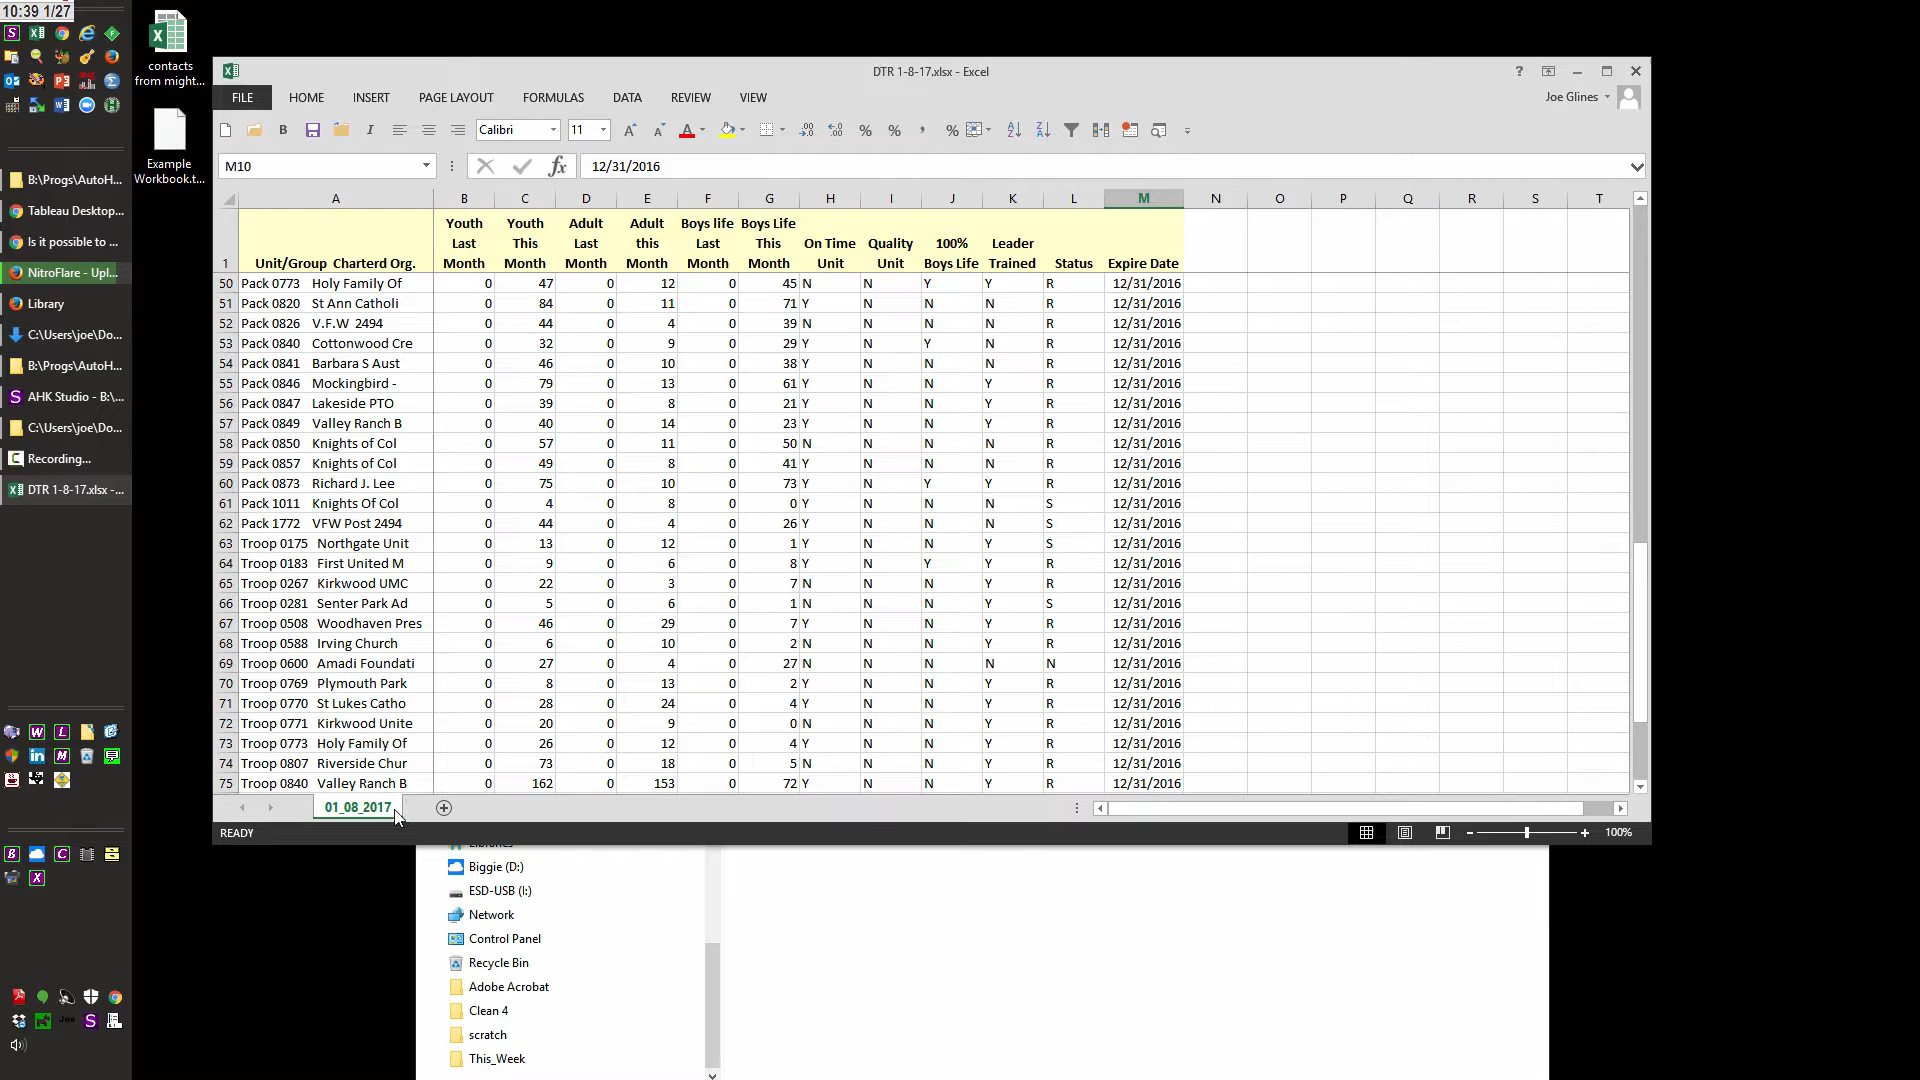 10:39 1/27
contacts
from might...
Example
Workbook.t...
B:\Progs\AutoH...
Tableau Desktop...
Is it possible to ...
NitroFlare - Upl...
Library
C:\Users\joe\Do...
B:\Progs\AutoH...
AHK Studio - B:\...
C:\Users\joe\Do...
Recording...
DTR 1-8-17.xlsx -...
DTR 1-8-17.xlsx - Excel
FILE HOME INSERT PAGE LAYOUT FORMULAS DATA REVIEW VIEW Joe Glines
Calibri 11
M10 fx 12/31/2016
A B C D E F G H I J K L M N O P Q R S T
Youth Youth Adult Adult Boys life Boys Life
Last This Last this Last This On Time Quality 100% Leader
1 Unit/Group Charterd Org. Month Month Month Month Month Month Unit Unit Boys Life Trained Status Expire Date
50 Pack 0773 Holy Family Of 0 47 0 12 0 45 N N Y Y R 12/31/2016
51 Pack 0820 St Ann Catholi 0 84 0 11 0 71 Y N N N R 12/31/2016
52 Pack 0826 V.F.W 2494 0 44 0 4 0 39 N N N N R 12/31/2016
53 Pack 0840 Cottonwood Cre 0 32 0 9 0 29 Y N Y N R 12/31/2016
54 Pack 0841 Barbara S Aust 0 46 0 10 0 38 Y N N N R 12/31/2016
55 Pack 0846 Mockingbird - 0 79 0 13 0 61 Y N N Y R 12/31/2016
56 Pack 0847 Lakeside PTO 0 39 0 8 0 21 Y N N Y R 12/31/2016
57 Pack 0849 Valley Ranch B 0 40 0 14 0 23 Y N N Y R 12/31/2016
58 Pack 0850 Knights of Col 0 57 0 11 0 50 N N N N R 12/31/2016
59 Pack 0857 Knights of Col 0 49 0 8 0 41 Y N N N R 12/31/2016
60 Pack 0873 Richard J. Lee 0 75 0 10 0 73 Y N Y Y R 12/31/2016
61 Pack 1011 Knights Of Col 0 4 0 8 0 0 Y N N N S 12/31/2016
62 Pack 1772 VFW Post 2494 0 44 0 4 0 26 Y N N N S 12/31/2016
63 Troop 0175 Northgate Unit 0 13 0 12 0 1 Y N N Y S 12/31/2016
64 Troop 0183 First United M 0 9 0 6 0 8 Y N Y Y R 12/31/2016
65 Troop 0267 Kirkwood UMC 0 22 0 3 0 7 N N N Y R 12/31/2016
66 Troop 0281 Senter Park Ad 0 5 0 6 0 1 N N N Y S 12/31/2016
67 Troop 0508 Woodhaven Pres 0 46 0 29 0 7 Y N N Y R 12/31/2016
68 Troop 0588 Irving Church 0 6 0 10 0 2 N N N Y R 12/31/2016
69 Troop 0600 Amadi Foundati 0 27 0 4 0 27 N N N N N 12/31/2016
70 Troop 0769 Plymouth Park 0 8 0 13 0 2 Y N N Y R 12/31/2016
71 Troop 0770 St Lukes Catho 0 28 0 24 0 4 Y N N Y R 12/31/2016
72 Troop 0771 Kirkwood Unite 0 20 0 9 0 0 N N N Y R 12/31/2016
73 Troop 0773 Holy Family Of 0 26 0 12 0 4 Y N N Y R 12/31/2016
74 Troop 0807 Riverside Chur 0 73 0 18 0 5 N N N Y R 12/31/2016
75 Troop 0840 Valley Ranch B 0 162 0 153 0 72 Y N N Y R 12/31/2016
01_08_2017
READY 100%
Libraries
Biggie (D:)
ESD-USB (I:)
Network
Control Panel
Recycle Bin
Adobe Acrobat
Clean 4
scratch
This_Week